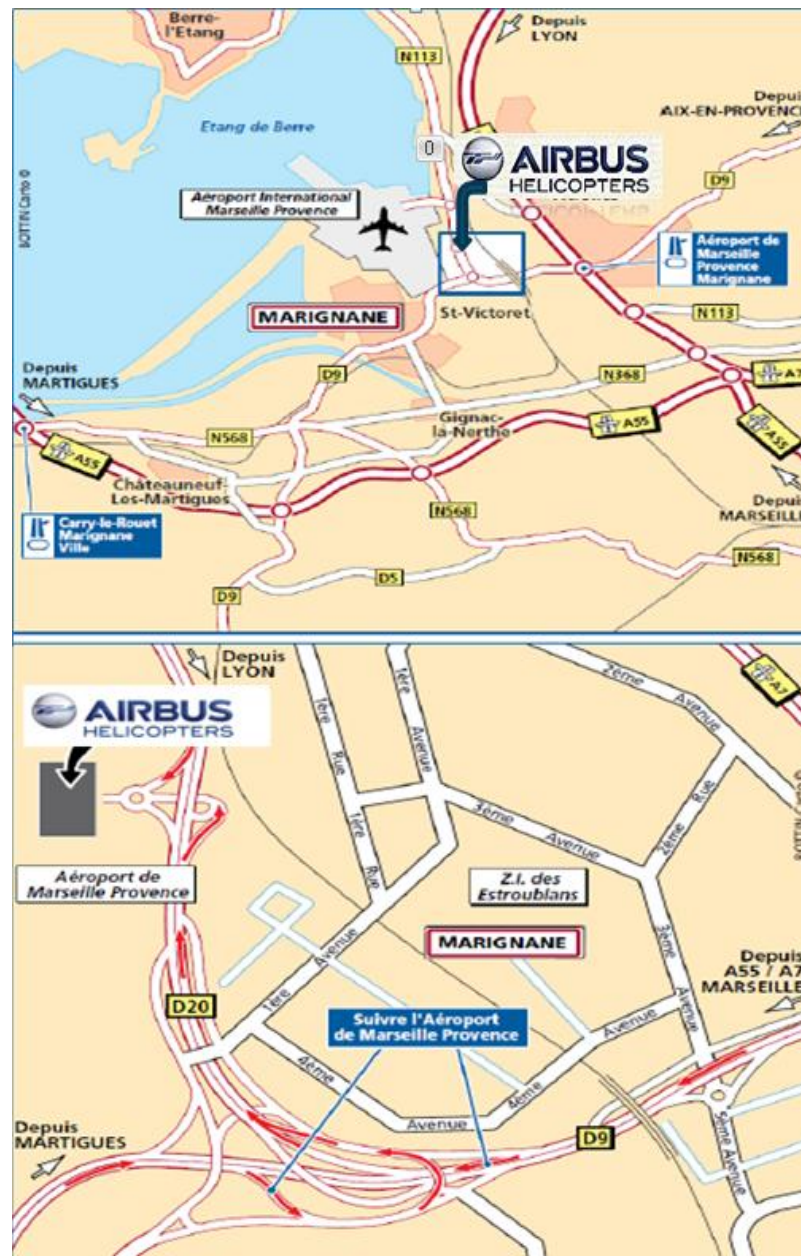 Berre-
l'Etang
Depuis
LYON
N113
Depuis
AIX-EN-PROVENCE
Etang de Berre
0
AIRBUS
HELICOPTERS
D9
BOTTIN Carto ©
Aéroport International
Marseille Provence
Aéroport de
Marseille
Provence
Marignane
St-Victoret
MARIGNANE
N113
Depuis
MARTIGUES
D9
N368
A7
Gignac-
la-Nerthe
N568
A55
A55
A55
Châteauneuf-
Les-Martigues
Depuis
MARSEILLE
Carry-le-Rouet
Marignane
Ville
N568
N568
D5
D9
Depuis
LYON
AIRBUS
HELICOPTERS
1ère
Rue
1ère
Avenue
2ème
Avenue
A7
1ère
Rue
3ème
Avenue
2ème
Rue
Aéroport de
Marseille Provence
Z.I. des
Estroublans
MARIGNANE
3ème
Avenue
Depuis
A55 / A7
MARSEILLE
D20
1ère
Avenue
Suivre l'Aéroport
de Marseille Provence
4ème
Avenue
4ème
Avenue
Depuis
MARTIGUES
D9
5ème Avenue